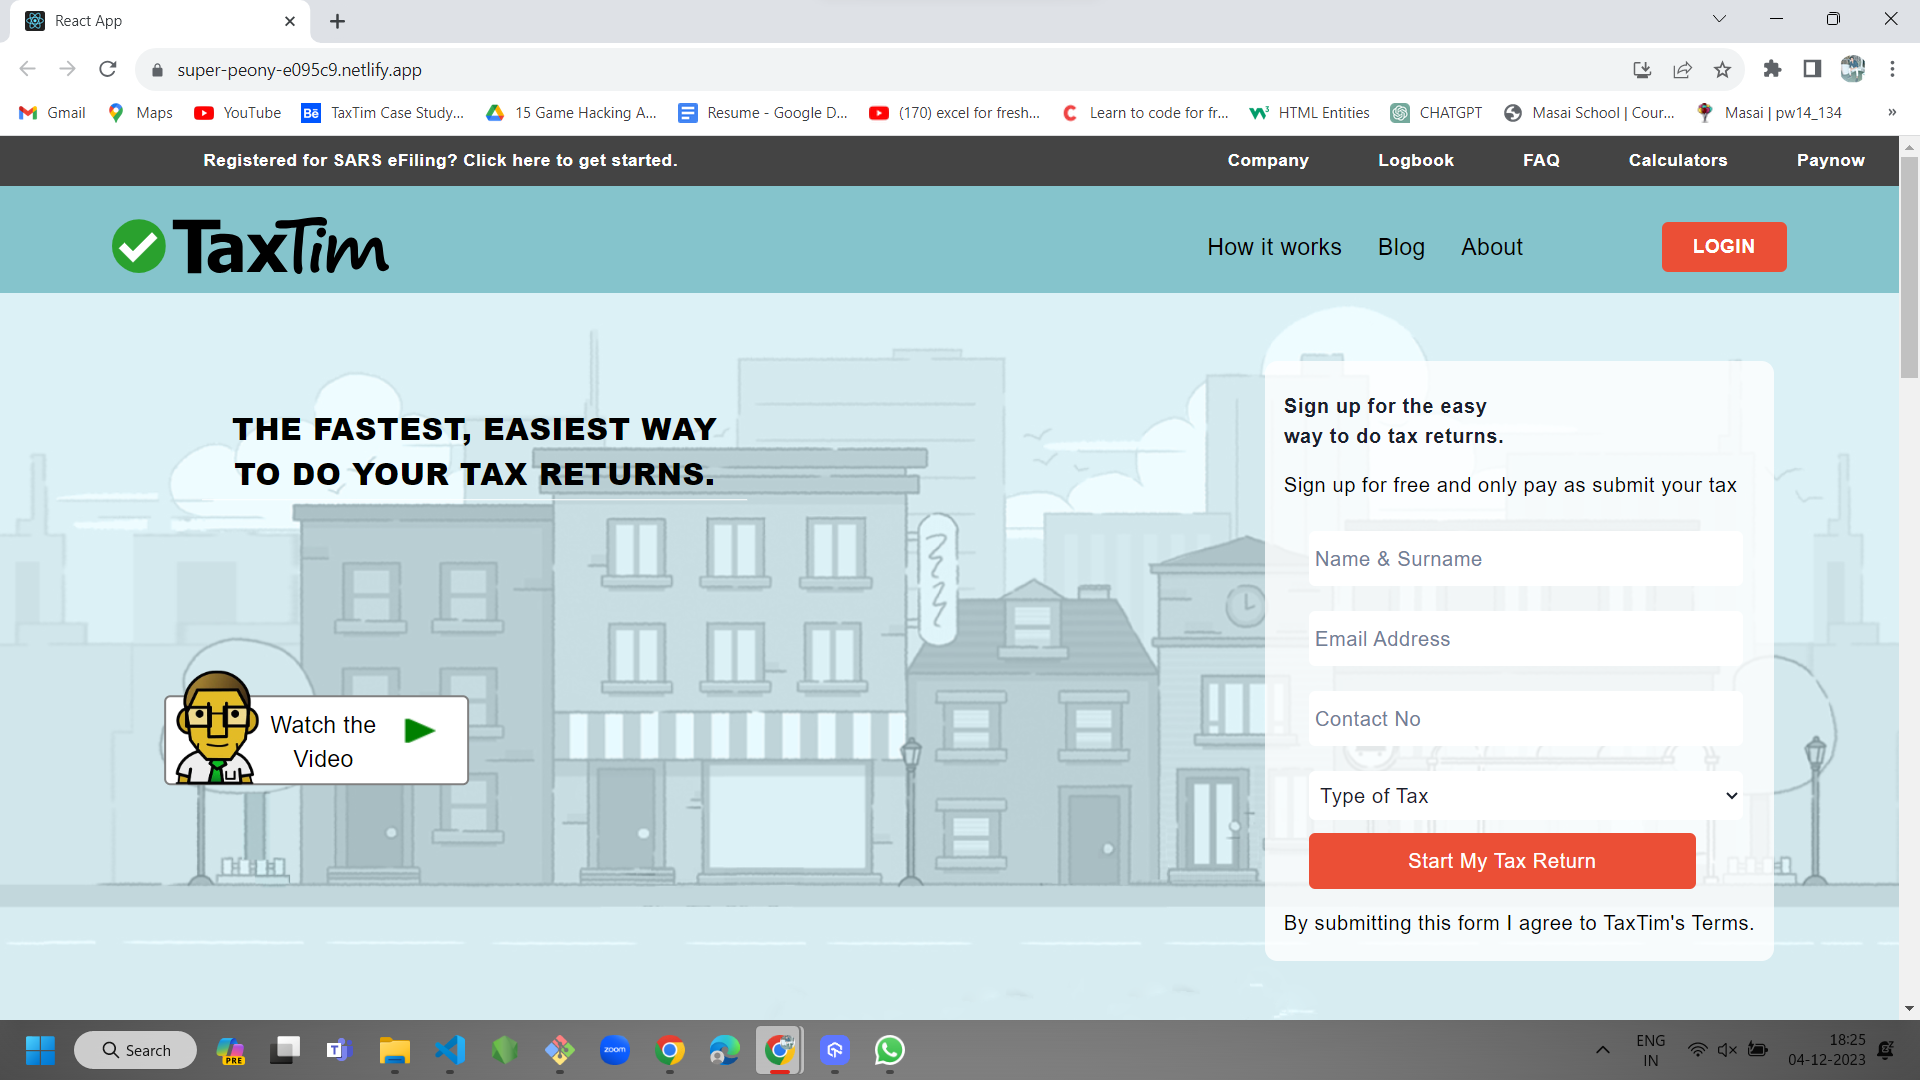 React App
super-peony-e095c9.netlify.app
Gmail Maps YouTube Bē TaxTim Case Study... 15 Game Hacking A... Resume - Google D... (170) excel for fresh... Learn to code for fr... HTML Entities CHATGPT Masai School | Cour... Masai | pw14_134 »
Registered for SARS eFiling? Click here to get started. Company Logbook FAQ Calculators Paynow
TaxTim How it works Blog About LOGIN
THE FASTEST, EASIEST WAY
TO DO YOUR TAX RETURNS.
Watch the
Video
Sign up for the easy
way to do tax returns.
Sign up for free and only pay as submit your tax
Name & Surname
Email Address
Contact No
Type of Tax
Start My Tax Return
By submitting this form I agree to TaxTim's Terms.
Search PRE zoom
ENG
IN
18:25
04-12-2023